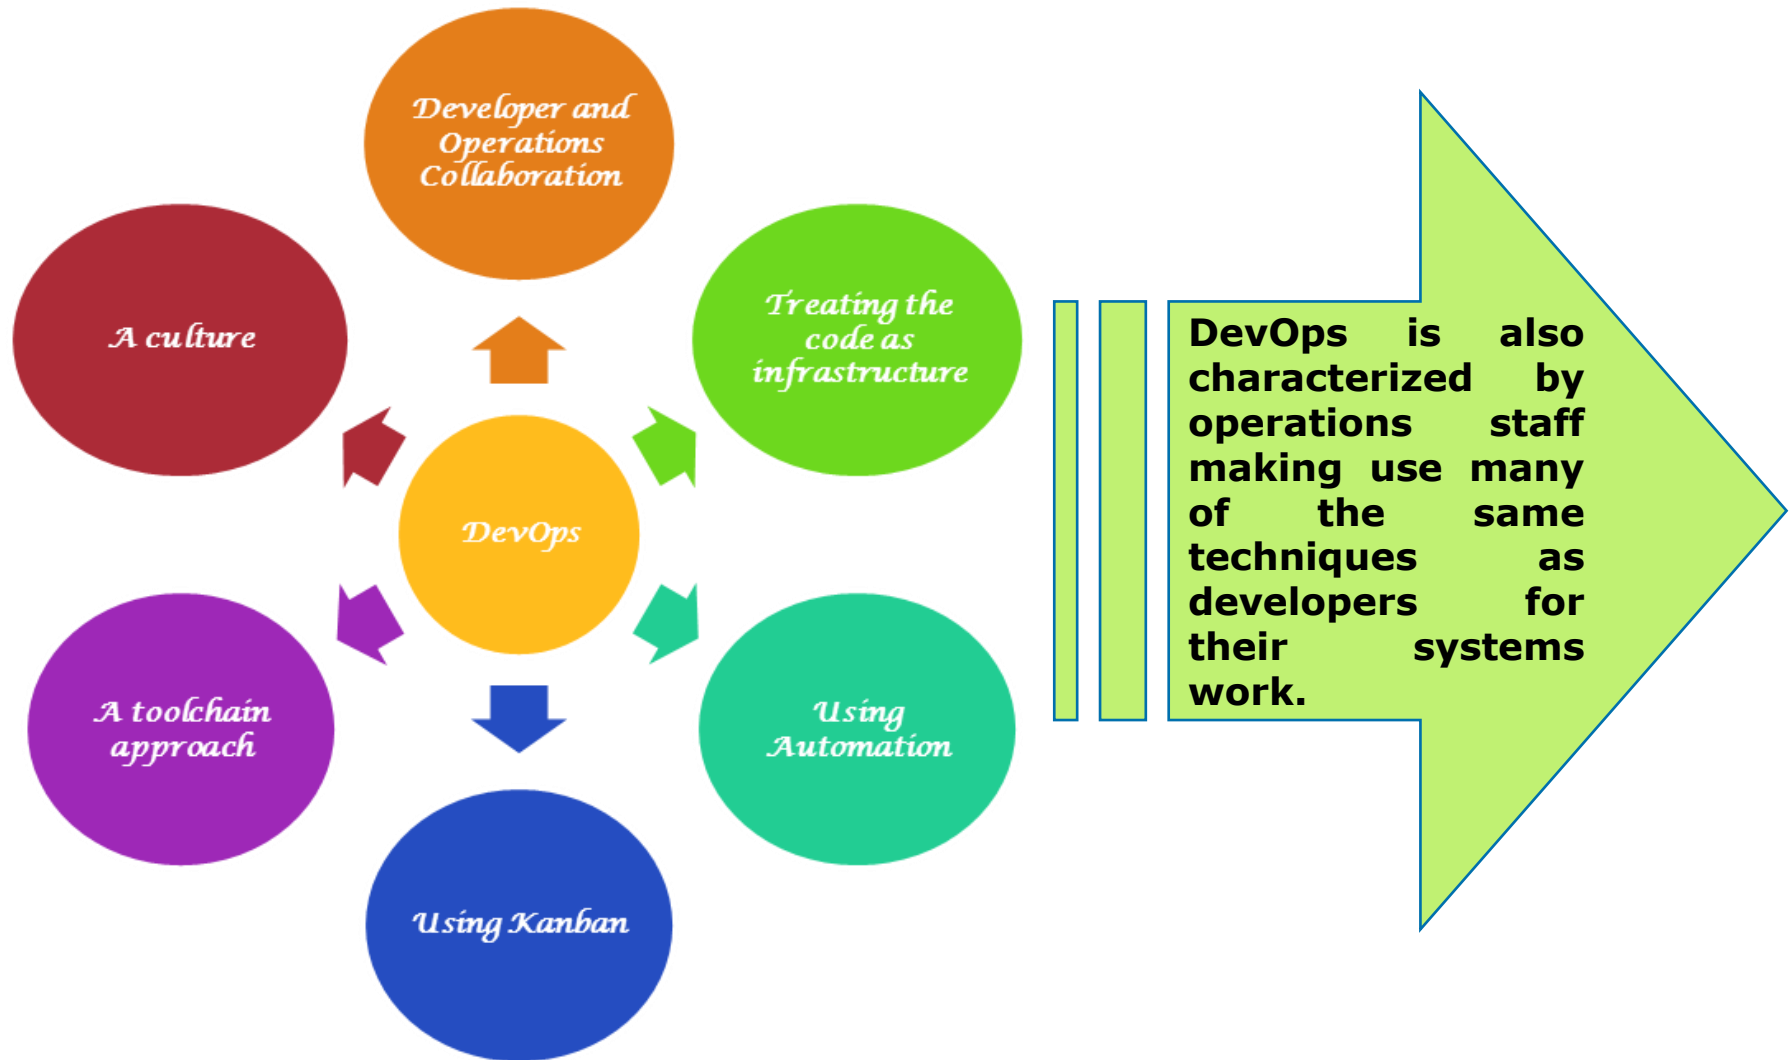 Developer and
Operations
Collaboration
Treating the
code as
infrastructure
Using
Automation
Using Kanban
A toolchain
approach
A culture
DevOps
DevOps is also
characterized by
operations staff
making use many
of the same
techniques as
developers for
their systems
work.